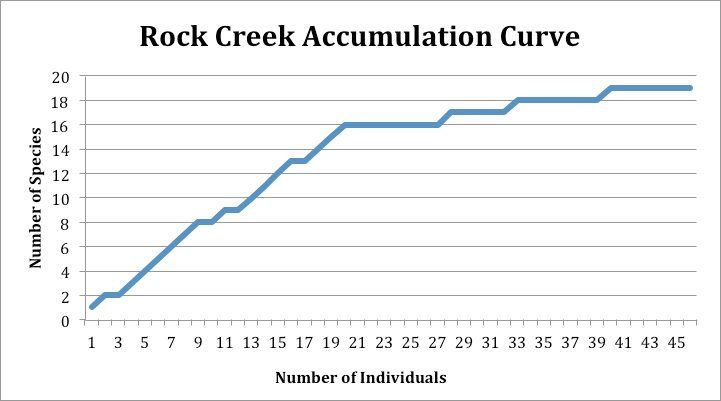 Rock Creek Accumulation Curve
Number of Species
20
18
16
14
12
10
8
6
4
2
0
1 3 5 7 9 11 13 15 17 19 21 23 25 27 29 31 33 35 37 39 41 43 45
Number of Individuals